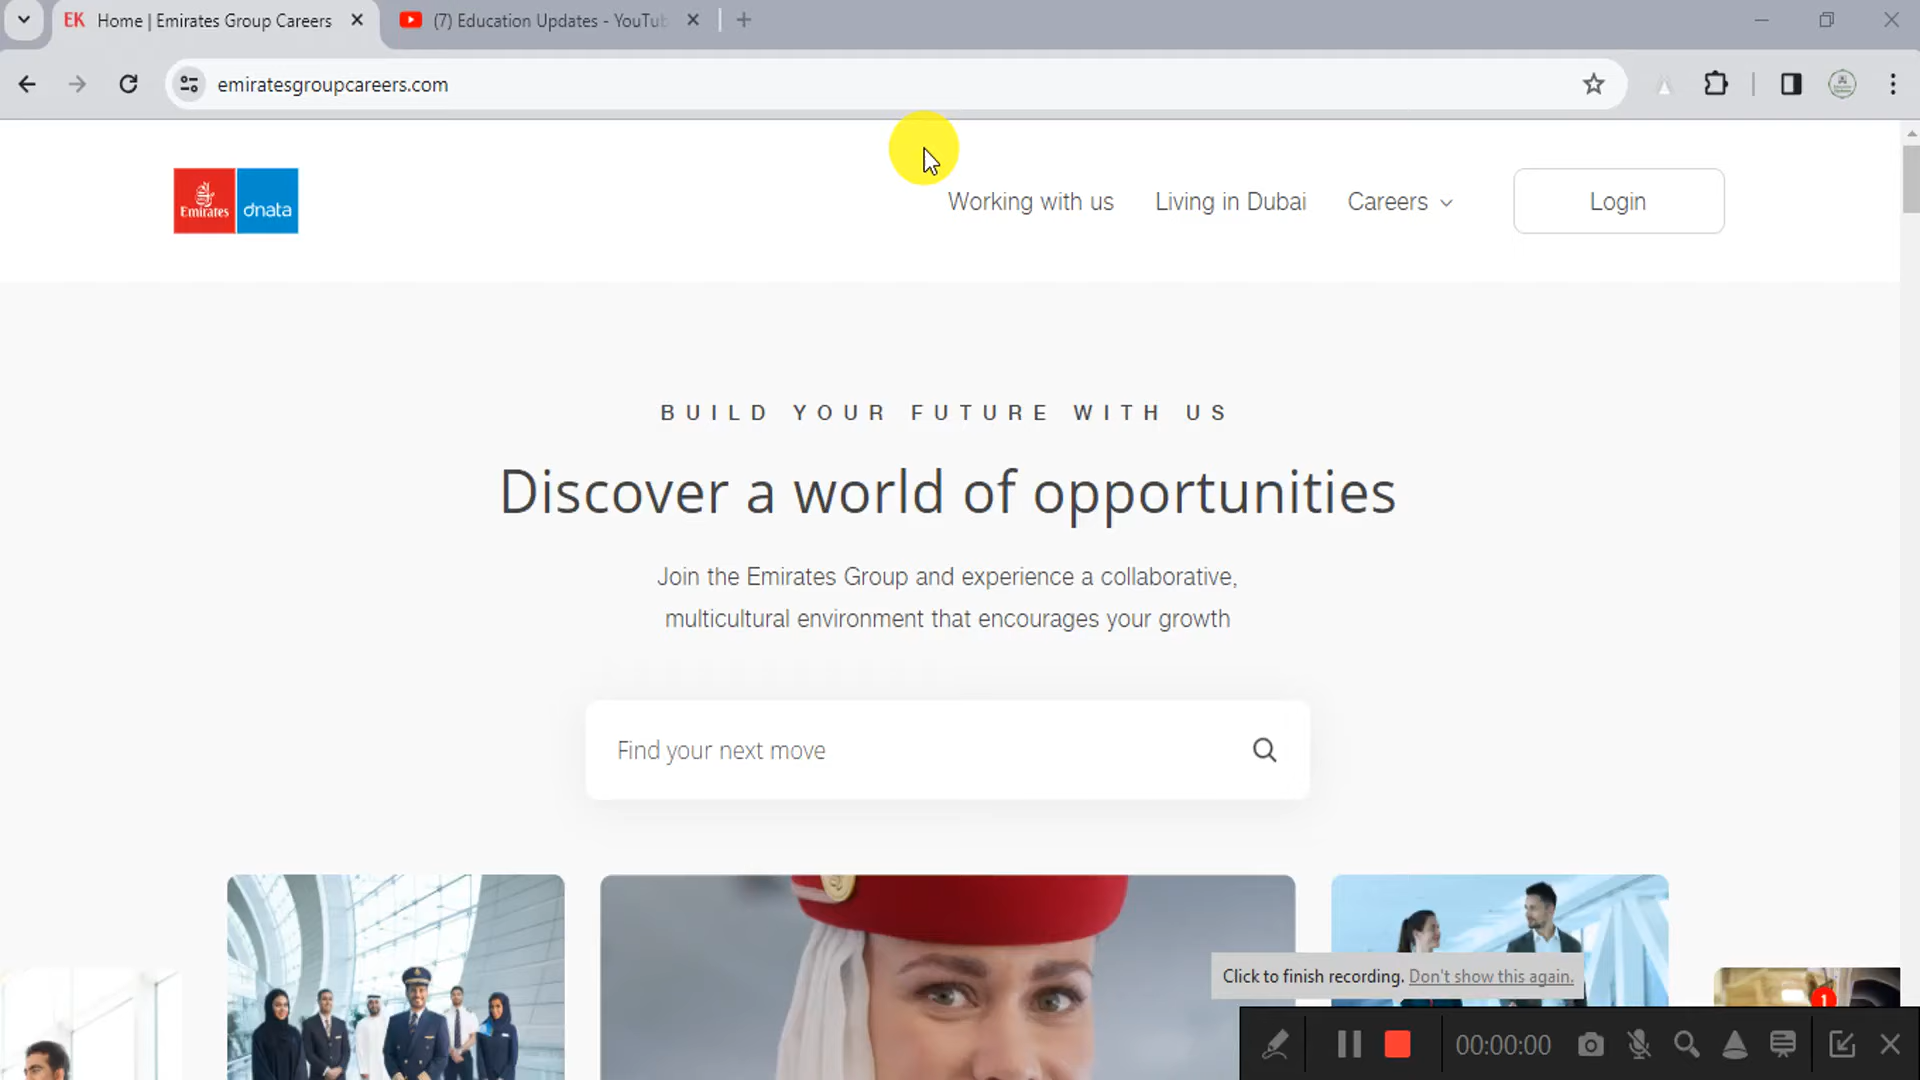 EK Home | Emirates Group Careers
(7) Education Updates - YouTub
emiratesgroupcareers.com
Emirates
dnata
Working with us
Living in Dubai
Careers
Login
BUILD YOUR FUTURE WITH US
Discover a world of opportunities
Join the Emirates Group and experience a collaborative,
multicultural environment that encourages your growth
Find your next move
Click to finish recording. Don't show this again.
1
00:00:00